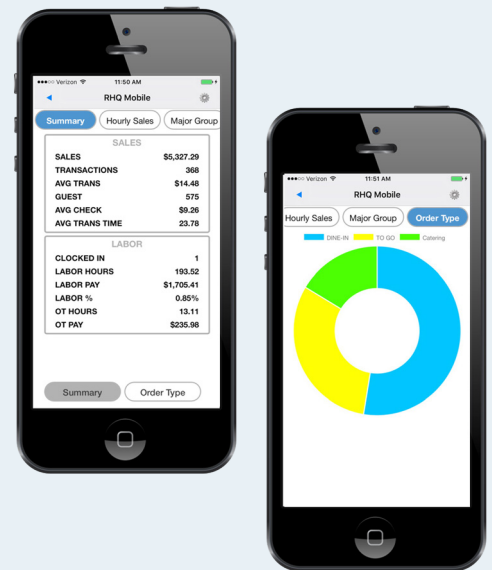 Verizon 11:50 AM
RHQ Mobile
Summary Hourly Sales Major Group
SALES
SALES $5,327.29
TRANSACTIONS 368
AVG TRANS $14.48
GUEST 575
AVG CHECK $9.26
AVG TRANS TIME 23.78
LABOR
CLOCKED IN 1
LABOR HOURS 193.52
LABOR PAY $1,705.41
LABOR % 0.85%
OT HOURS 13.11
OT PAY $235.98
Summary Order Type
Verizon 11:51 AM
RHQ Mobile
Hourly Sales Major Group Order Type
DINE-IN TO GO Catering